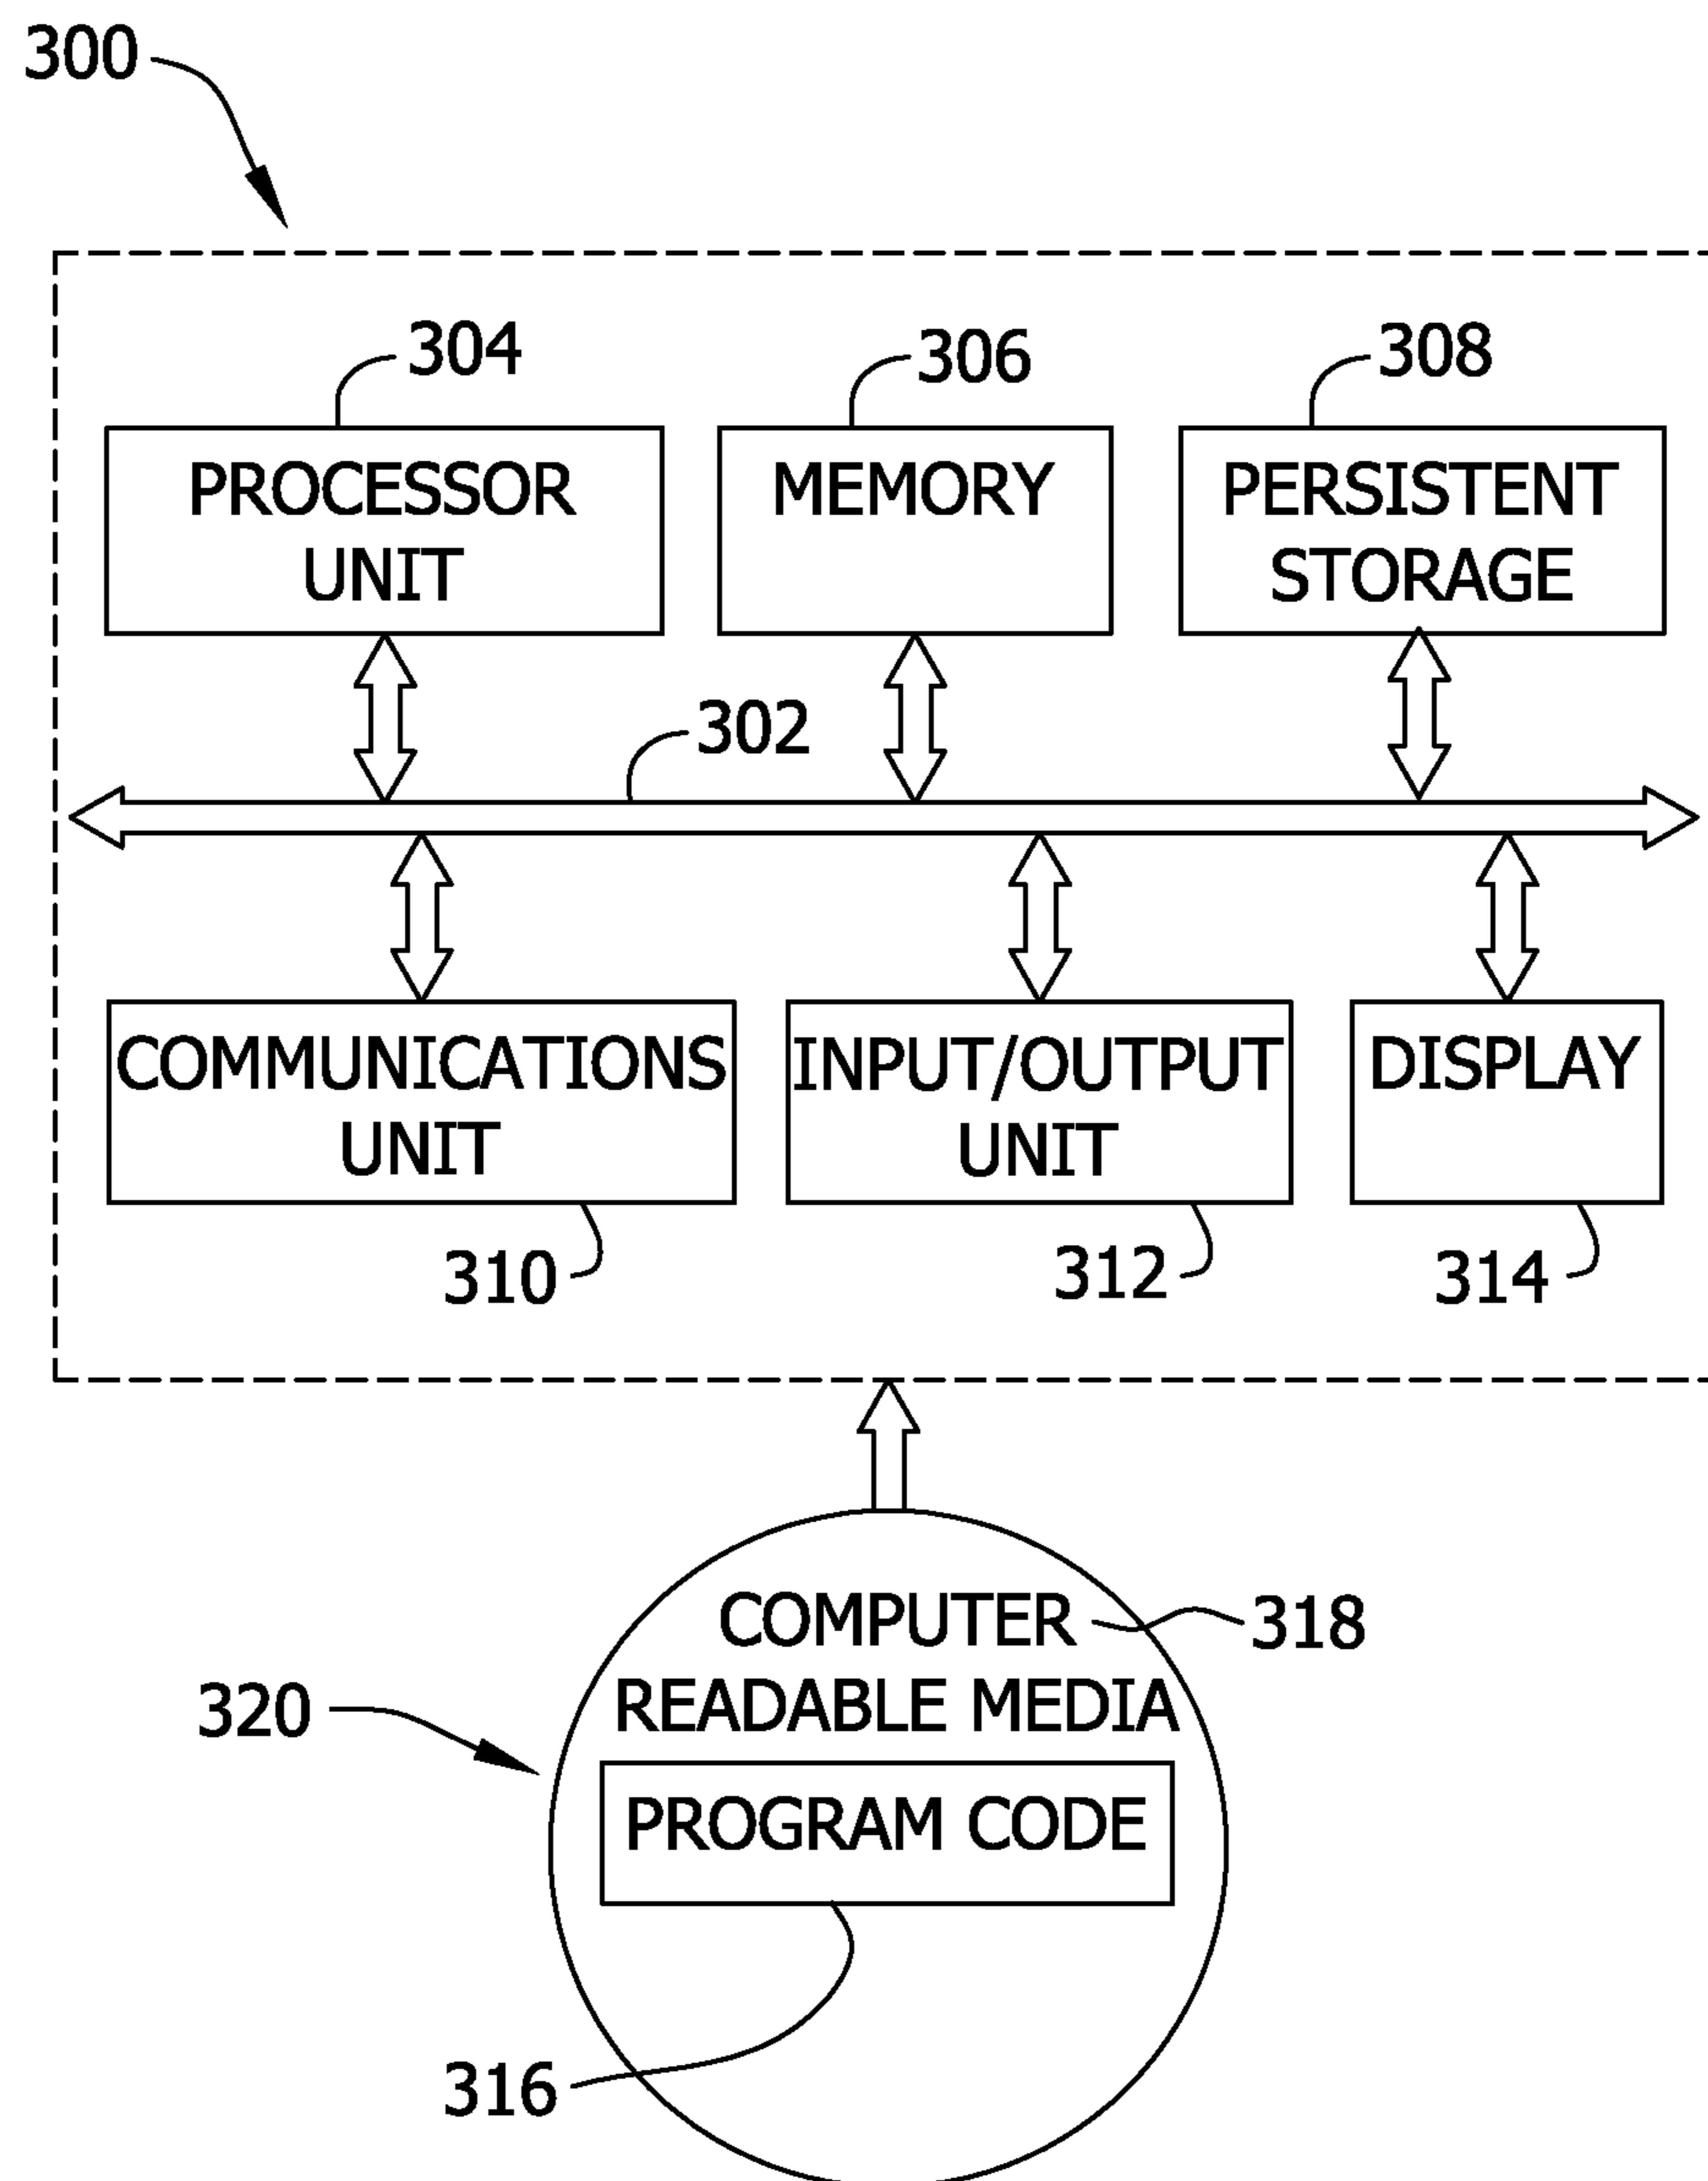 300
304
306
308
PROCESSOR
UNIT
MEMORY
PERSISTENT
STORAGE
302
COMMUNICATIONS
UNIT
INPUT/OUTPUT
UNIT
DISPLAY
310
312
314
COMPUTER
READABLE MEDIA
318
320
PROGRAM CODE
316